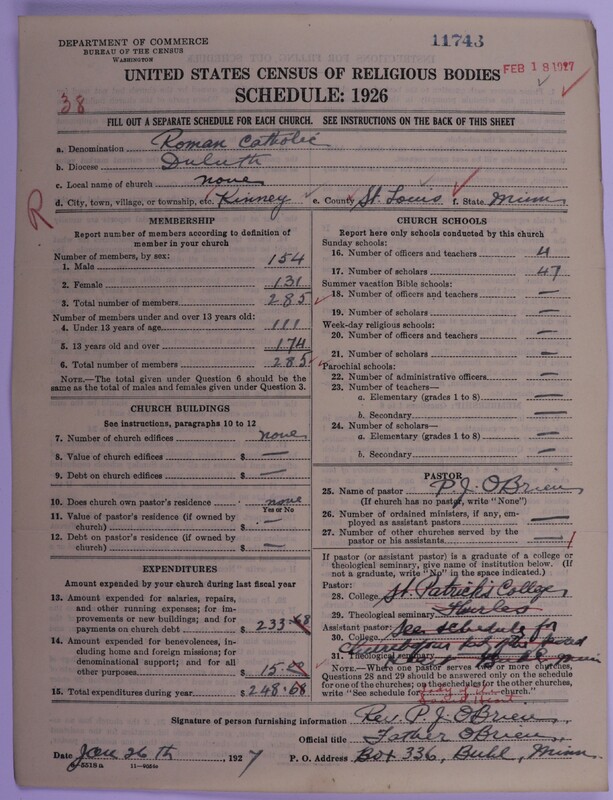 DEPARTMENT OF COMMERCE
BUREAU OF THE CENSUS
WASHINGTON
11743
FEB 18 1927
UNITED STATES CENSUS OF RELIGIOUS BODIES
SCHEDULE: 1926
38
FILL OUT A SEPARATE SCHEDULE FOR EACH CHURCH. SEE INSTRUCTIONS ON THE BACK OF THIS SHEET
a. Denomination Roman Catholic
b. Diocese Duluth
c. Local name of church none
d. City, town, village, or township, etc. Kinney e. County St. Louis f. State Minn
R
MEMBERSHIP
Report number of members according to definition of
member in your church
Number of members, by sex:
1. Male 154
2. Female 131
3. Total number of members 285
Number of members under and over 13 years old:
4. Under 13 years of age 111
5. 13 years old and over 174
6. Total number of members 285
NOTE.—The total given under Question 6 should be the
same as the total of males and females given under Question 3.
CHURCH BUILDINGS
See instructions, paragraphs 10 to 12
7. Number of church edifices none
8. Value of church edifices $ —
9. Debt on church edifices $ —
10. Does church own pastor's residence none
Yes or No
11. Value of pastor's residence (if owned by
church) $ —
12. Debt on pastor's residence (if owned by
church) $ —
EXPENDITURES
Amount expended by your church during last fiscal year
13. Amount expended for salaries, repairs,
and other running expenses; for im-
provements or new buildings; and for
payments on church debt $ 233.68
14. Amount expended for benevolences, in-
cluding home and foreign missions; for
denominational support; and for all
other purposes $ 15.00
15. Total expenditures during year $ 248.68
CHURCH SCHOOLS
Report here only schools conducted by this church
Sunday schools:
16. Number of officers and teachers 4
17. Number of scholars 47
Summer vacation Bible schools:
18. Number of officers and teachers —
19. Number of scholars —
Week-day religious schools:
20. Number of officers and teachers —
21. Number of scholars —
Parochial schools:
22. Number of administrative officers —
23. Number of teachers—
a. Elementary (grades 1 to 8) —
b. Secondary —
24. Number of scholars—
a. Elementary (grades 1 to 8) —
b. Secondary —
PASTOR
25. Name of pastor P. J. O'Brien
(If church has no pastor, write "None")
26. Number of ordained ministers, if any, em-
ployed as assistant pastors —
27. Number of other churches served by the
pastor or his assistants — 1
If pastor (or assistant pastor) is a graduate of a college or
theological seminary, give name of institution below. (If
not a graduate, write "No" in the space indicated.)
Pastor:
28. College St. Patrick's College
29. Theological seminary Thurles
Assistant pastor: See schedule for
30. College
31. Theological seminary
NOTE.—Where one pastor serves two or more churches,
Questions 28 and 29 should be answered only on the schedule
for one of the churches; on the schedules for the other churches,
write "See schedule for church."
Signature of person furnishing information Rev. P. J. O'Brien
Official title Father O'Brien
Date Jan 26th, 1927 P. O. Address Box 336, Buhl, Minn.
11—9654